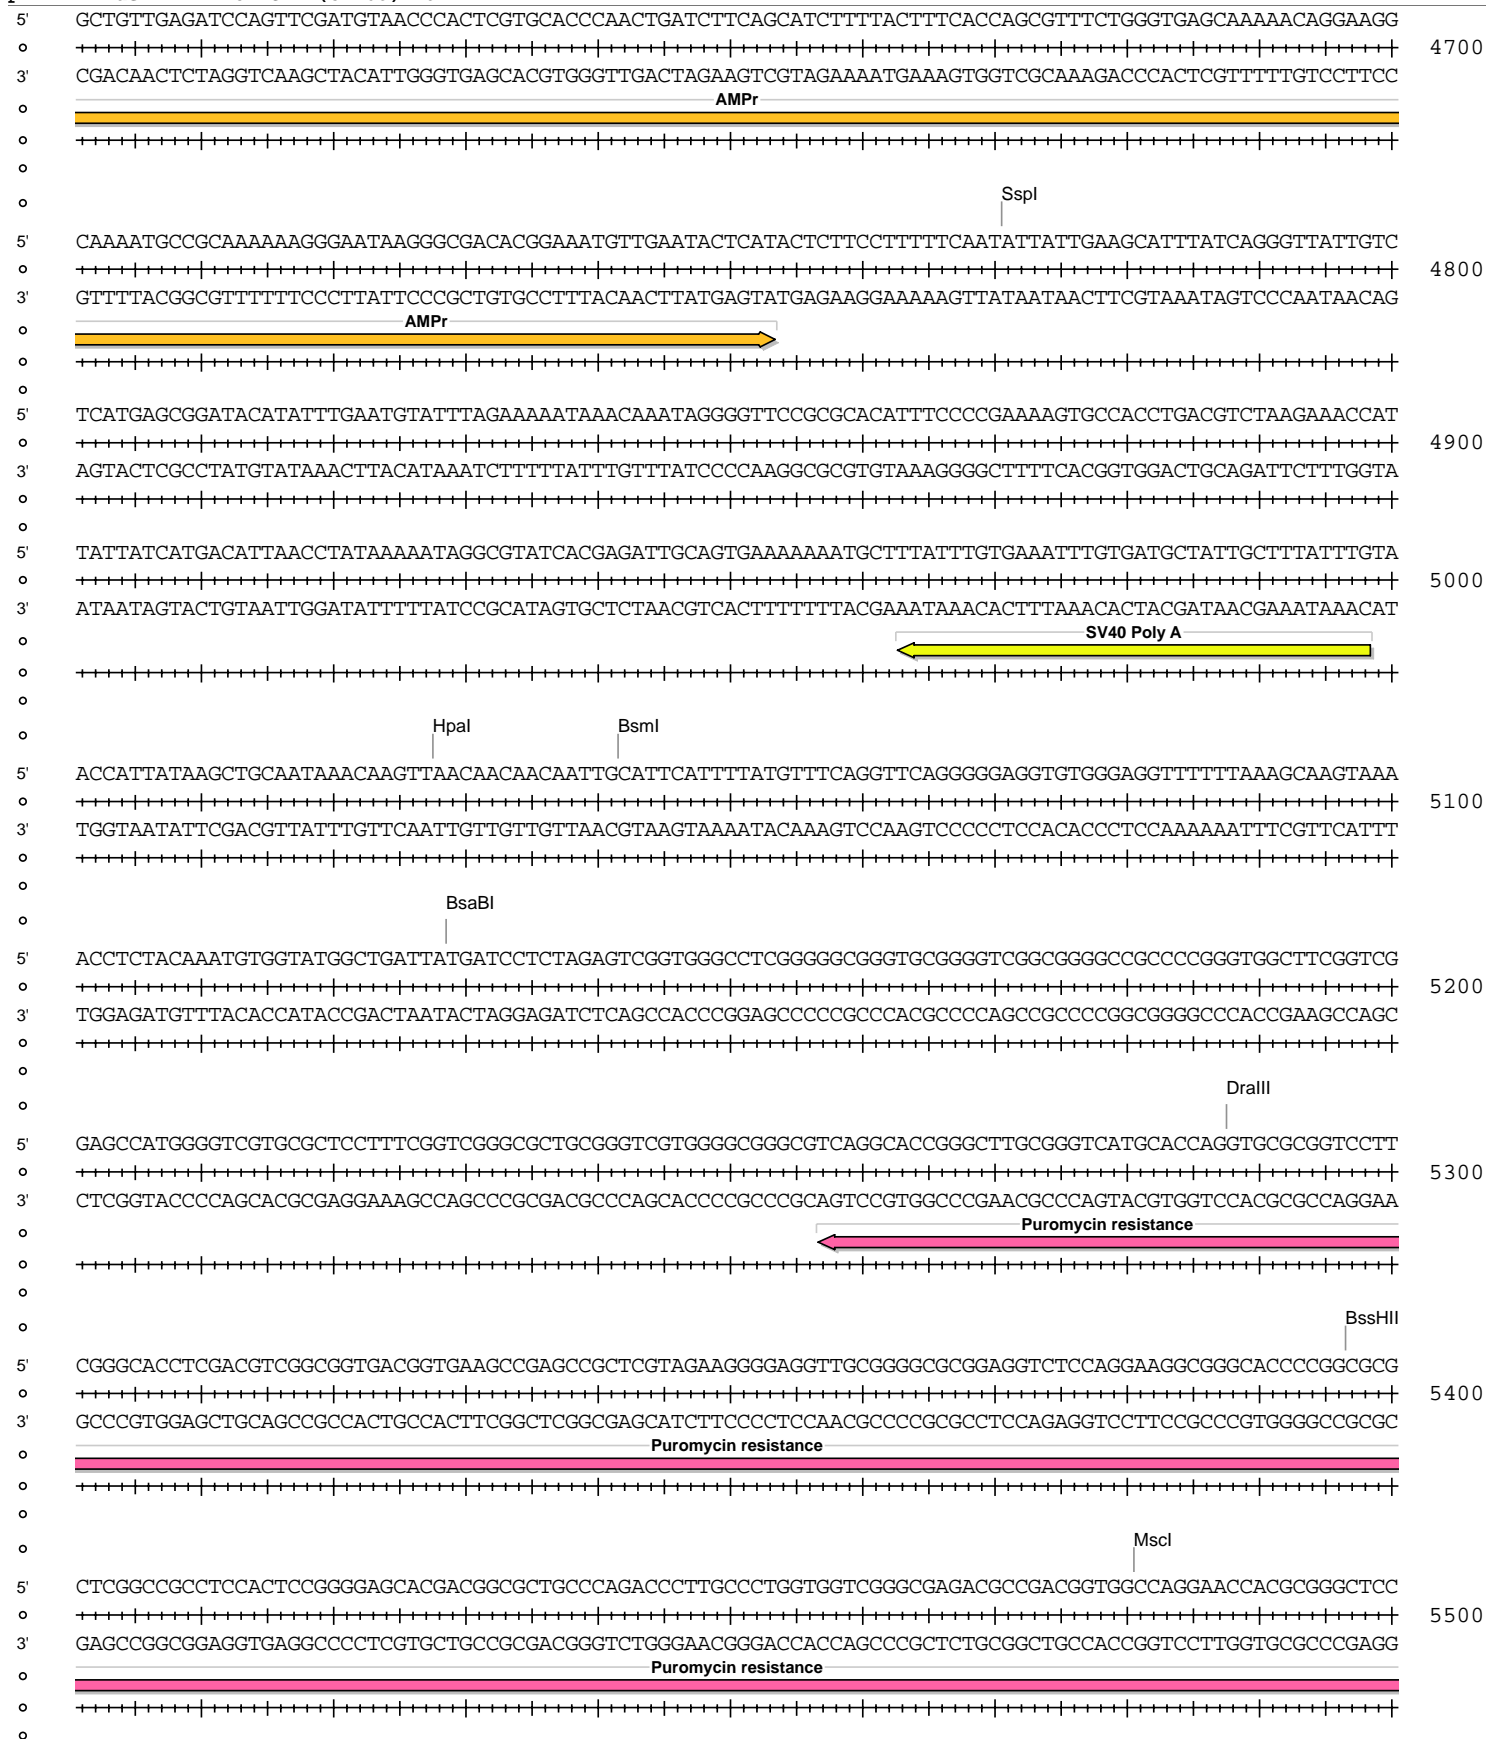 5' GCTGTTGAGATCCAGTTCGATGTAACCCACTCGTGCACCCAACTGATCTTCAGCATCTTTTACTTTCACCAGCGTTTCTGGGTGAGCAAAAACAGGAAGG
4700
3' CGACAACTCTAGGTCAAGCTACATTGGGTGAGCACGTGGGTTGACTAGAAGTCGTAGAAAATGAAAGTGGTCGCAAAGACCCACTCGTTTTTGTCCTTCC
AMPr
SspI
5' CAAAATGCCGCAAAAAAGGGAATAAGGGCGACACGGAAATGTTGAATACTCATACTCTTCCTTTTTCAATATTATTGAAGCATTTATCAGGGTTATTGTC
4800
3' GTTTTACGGCGTTTTTTCCCTTATTCCCGCTGTGCCTTTACAACTTATGAGTATGAGAAGGAAAAAGTTATAATAACTTCGTAAATAGTCCCAATAACAG
AMPr
5' TCATGAGCGGATACATATTTGAATGTATTTAGAAAAATAAACAAATAGGGGTTCCGCGCACATTTCCCCGAAAAGTGCCACCTGACGTCTAAGAAACCAT
4900
3' AGTACTCGCCTATGTATAAACTTACATAAATCTTTTTATTTGTTTATCCCCAAGGCGCGTGTAAAGGGGCTTTTCACGGTGGACTGCAGATTCTTTGGTA
5' TATTATCATGACATTAACCTATAAAAATAGGCGTATCACGAGATTGCAGTGAAAAAAATGCTTTATTTGTGAAATTTGTGATGCTATTGCTTTATTTGTA
5000
3' ATAATAGTACTGTAATTGGATATTTTTATCCGCATAGTGCTCTAACGTCACTTTTTTTACGAAATAAACACTTTAAACACTACGATAACGAAATAAACAT
SV40 Poly A
HpaI BsmI
5' ACCATTATAAGCTGCAATAAACAAGTTAACAACAACAATTGCATTCATTTTATGTTTCAGGTTCAGGGGGAGGTGTGGGAGGTTTTTTAAAGCAAGTAAA
5100
3' TGGTAATATTCGACGTTATTTGTTCAATTGTTGTTGTTAACGTAAGTAAAATACAAAGTCCAAGTCCCCCTCCACACCCTCCAAAAAATTTCGTTCATTT
BsaBI
5' ACCTCTACAAATGTGGTATGGCTGATTATGATCCTCTAGAGTCGGTGGGCCTCGGGGGCGGGTGCGGGGTCGGCGGGGCCGCCCCGGGTGGCTTCGGTCG
5200
3' TGGAGATGTTTACACCATACCGACTAATACTAGGAGATCTCAGCCACCCGGAGCCCCCGCCCACGCCCCAGCCGCCCCGGCGGGGCCCACCGAAGCCAGC
DraIII
5' GAGCCATGGGGTCGTGCGCTCCTTTCGGTCGGGCGCTGCGGGTCGTGGGGCGGGCGTCAGGCACCGGGCTTGCGGGTCATGCACCAGGTGCGCGGTCCTT
5300
3' CTCGGTACCCCAGCACGCGAGGAAAGCCAGCCCGCGACGCCCAGCACCCCGCCCGCAGTCCGTGGCCCGAACGCCCAGTACGTGGTCCACGCGCCAGGAA
Puromycin resistance
BssHII
5' CGGGCACCTCGACGTCGGCGGTGACGGTGAAGCCGAGCCGCTCGTAGAAGGGGAGGTTGCGGGGCGCGGAGGTCTCCAGGAAGGCGGGCACCCCGGCGCG
5400
3' GCCCGTGGAGCTGCAGCCGCCACTGCCACTTCGGCTCGGCGAGCATCTTCCCCTCCAACGCCCCGCGCCTCCAGAGGTCCTTCCGCCCGTGGGGCCGCGC
Puromycin resistance
MscI
5' CTCGGCCGCCTCCACTCCGGGGAGCACGACGGCGCTGCCCAGACCCTTGCCCTGGTGGTCGGGCGAGACGCCGACGGTGGCCAGGAACCACGCGGGCTCC
5500
3' GAGCCGGCGGAGGTGAGGCCCCTCGTGCTGCCGCGACGGGTCTGGGAACGGGACCACCAGCCCGCTCTGCGGCTGCCACCGGTCCTTGGTGCGCCCGAGG
Puromycin resistance